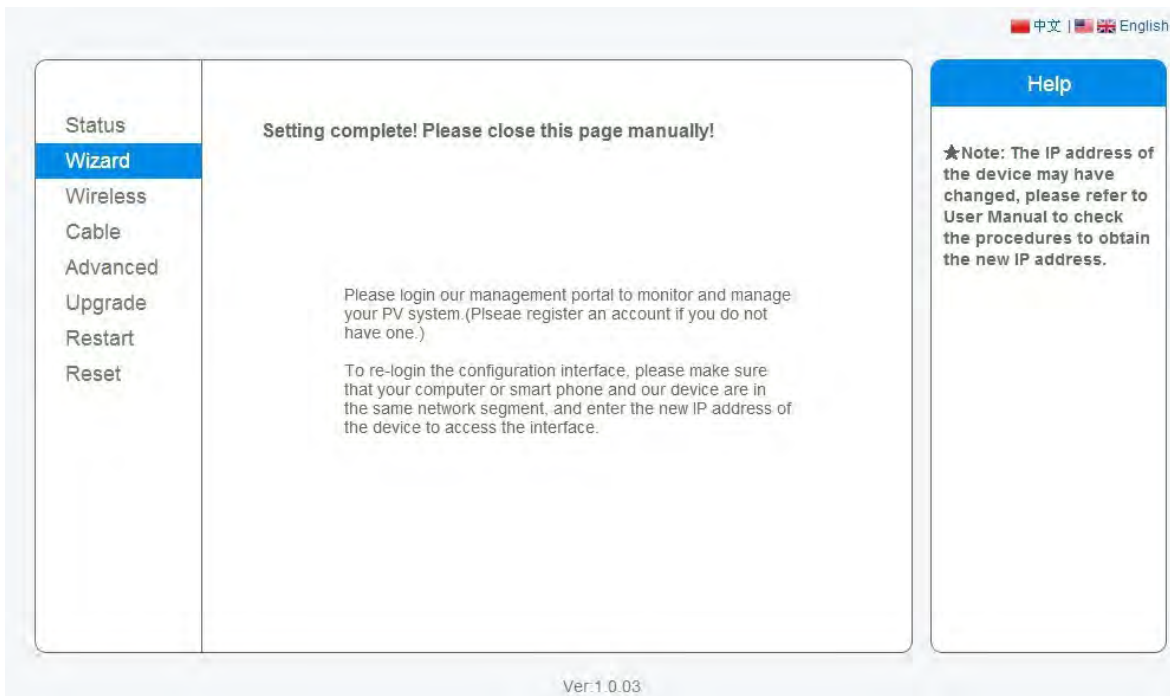 中文 | English
Status
Wizard
Wireless
Cable
Advanced
Upgrade
Restart
Reset
Setting complete! Please close this page manually!
Please login our management portal to monitor and manage
your PV system.(Plseae register an account if you do not
have one.)
To re-login the configuration interface, please make sure
that your computer or smart phone and our device are in
the same network segment, and enter the new IP address of
the device to access the interface.
Help
★Note: The IP address of
the device may have
changed, please refer to
User Manual to check
the procedures to obtain
the new IP address.
Ver:1.0.03